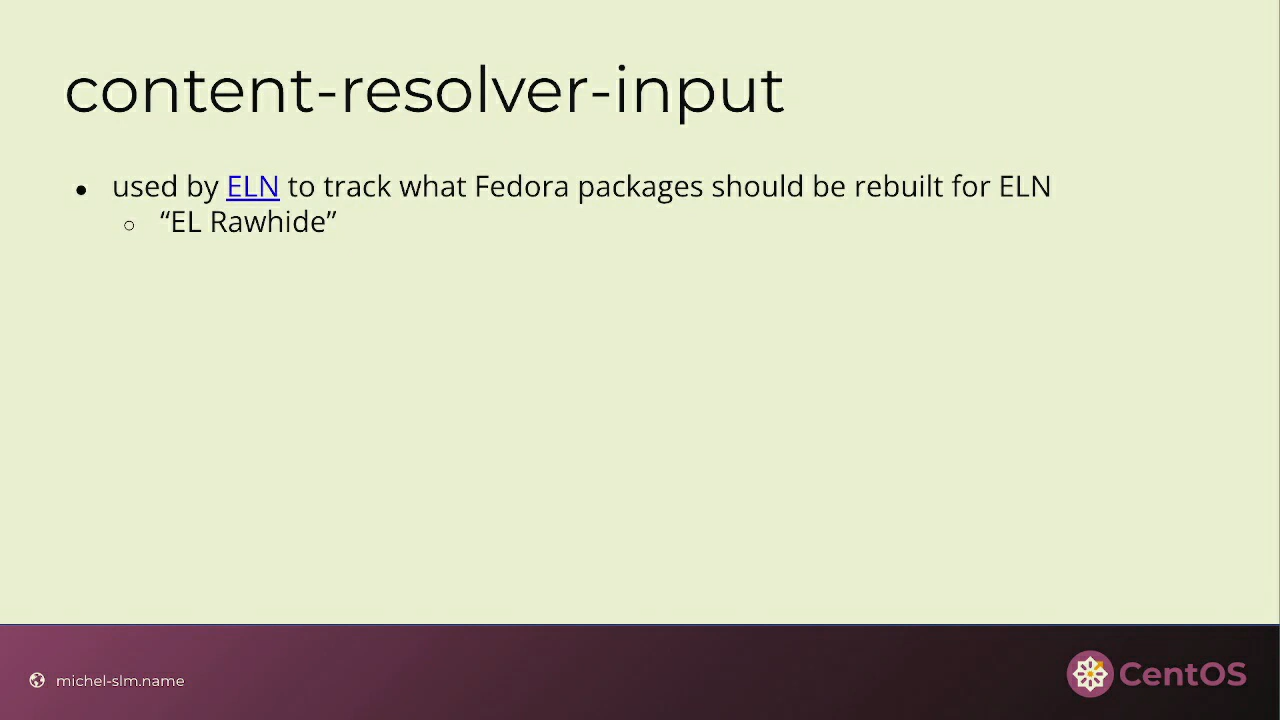 content-resolver-input
● used by ELN to track what Fedora packages should be rebuilt for ELN
○ “EL Rawhide”
michel-slm.name
CentOS